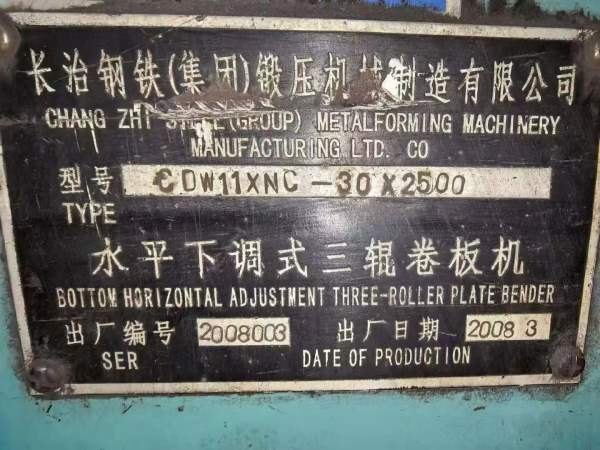 长治钢铁(集团)锻压机械制造有限公司
CHANG ZHI STEEL(GROUP) METALFORMING MACHINERY
MANUFACTURING LTD. CO
型号 CDW11XNC-30X2500
TYPE
水平下调式三辊卷板机
BOTTOM HORIZONTAL ADJUSTMENT THREE-ROLLER PLATE BENDER
出厂编号 2008003 出厂日期 2008 3
SER DATE OF PRODUCTION